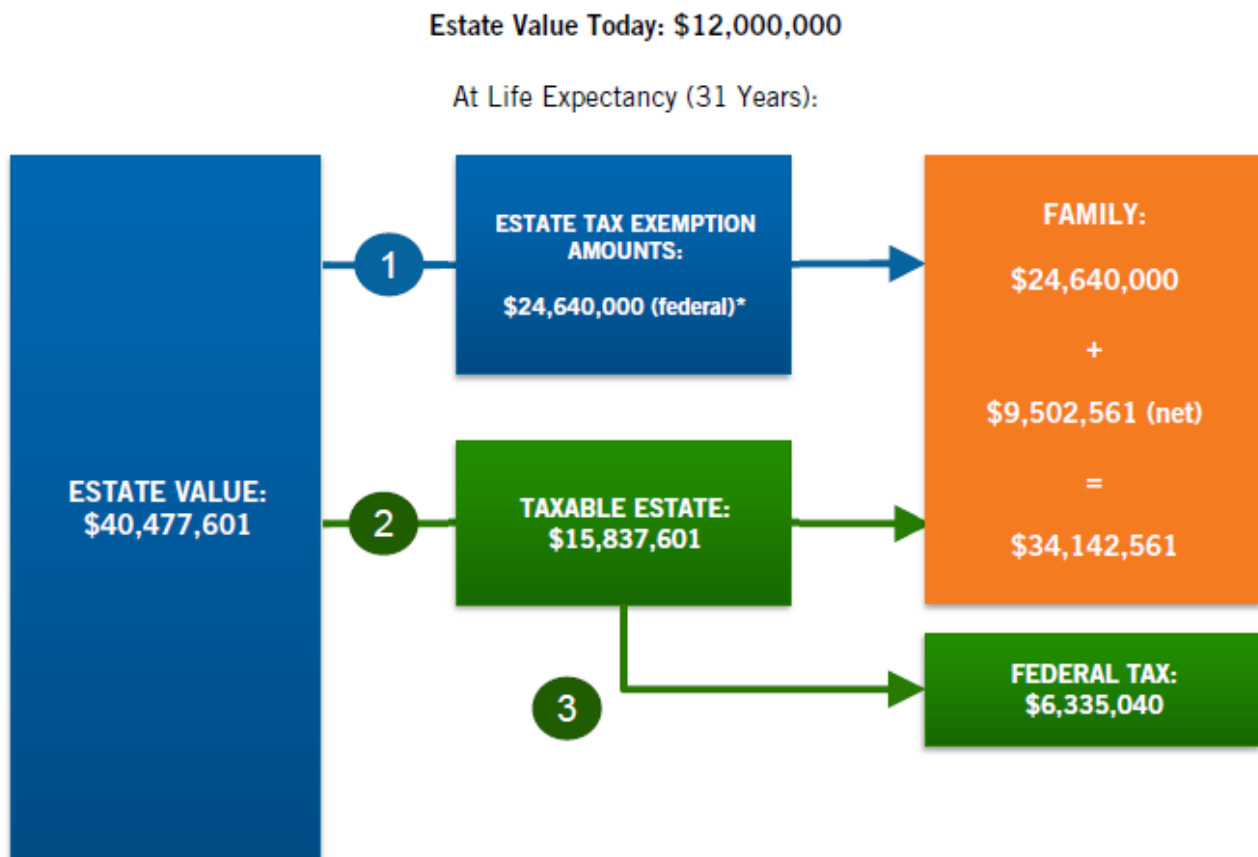 Estate Value Today: $12,000,000
At Life Expectancy (31 Years):
ESTATE VALUE:
$40,477,601
1
ESTATE TAX EXEMPTION
AMOUNTS:
$24,640,000 (federal)*
2
TAXABLE ESTATE:
$15,837,601
3
FAMILY:
$24,640,000
+
$9,502,561 (net)
=
$34,142,561
FEDERAL TAX:
$6,335,040